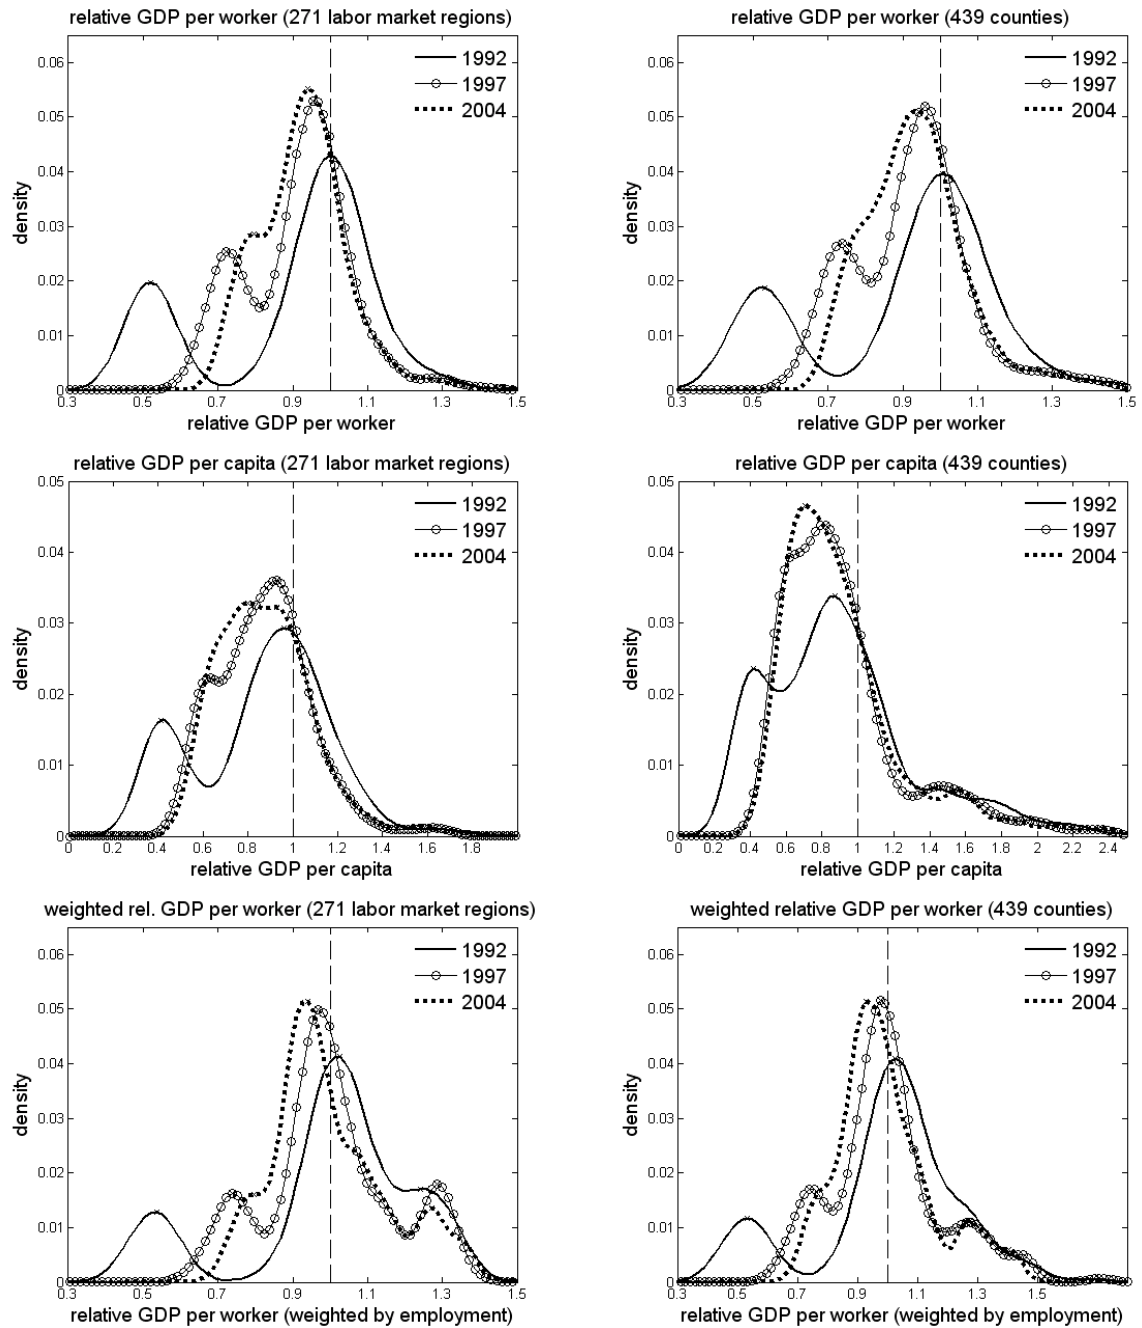 relative GDP per worker (271 labor market regions)
0.06
0.05
0.04
0.03
0.02
0.01
0
density
1992
1997
2004
0.3 0.5 0.7 0.9 1.1 1.3 1.5
relative GDP per worker
relative GDP per worker (439 counties)
0.06
0.05
0.04
0.03
0.02
0.01
0
density
1992
1997
2004
0.3 0.5 0.7 0.9 1.1 1.3 1.5
relative GDP per worker
relative GDP per capita (271 labor market regions)
0.05
0.04
0.03
0.02
0.01
0
density
1992
1997
2004
0 0.2 0.4 0.6 0.8 1 1.2 1.4 1.6 1.8
relative GDP per capita
relative GDP per capita (439 counties)
0.05
0.04
0.03
0.02
0.01
0
density
1992
1997
2004
0 0.2 0.4 0.6 0.8 1 1.2 1.4 1.6 1.8 2 2.2 2.4
relative GDP per capita
weighted rel. GDP per worker (271 labor market regions)
0.06
0.05
0.04
0.03
0.02
0.01
0
density
1992
1997
2004
0.3 0.5 0.7 0.9 1.1 1.3 1.5
relative GDP per worker (weighted by employment)
weighted relative GDP per worker (439 counties)
0.06
0.05
0.04
0.03
0.02
0.01
0
density
1992
1997
2004
0.3 0.5 0.7 0.9 1.1 1.3 1.5 1.7
relative GDP per worker (weighted by employment)